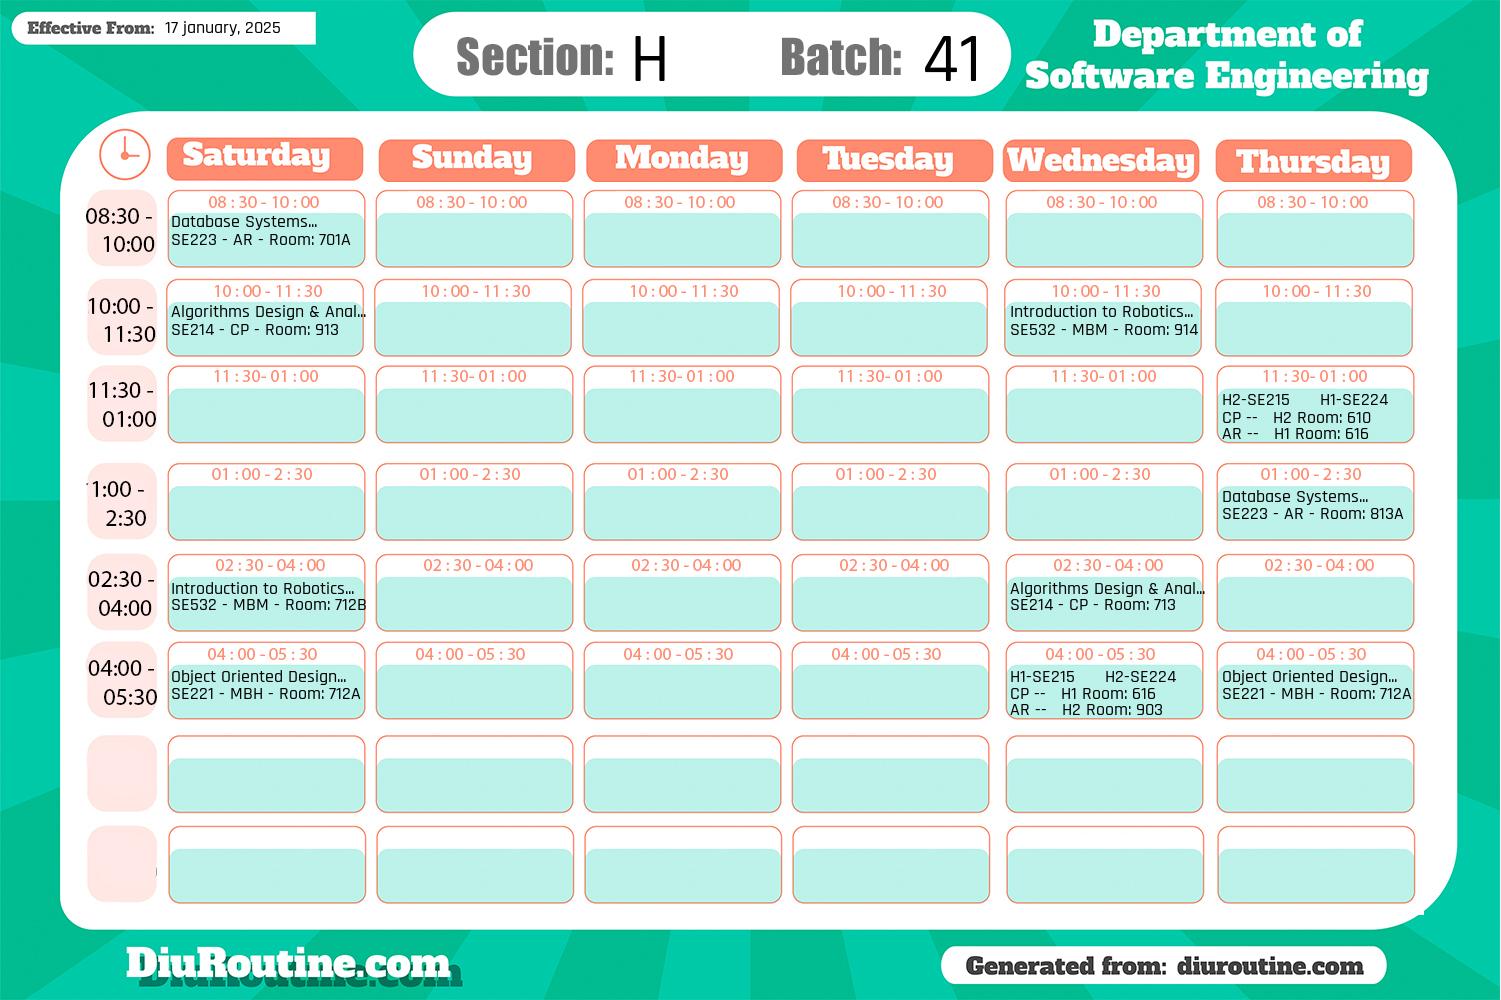 Effective From: 17 january, 2025
Section: H Batch: 41
Department of
Software Engineering
Saturday Sunday Monday Tuesday Wednesday Thursday
08:30 -
10:00
08:30-10:00 08:30-10:00 08:30-10:00 08:30-10:00 08:30-10:00 08:30-10:00
Database Systems...
SE223 - AR - Room: 701A
10:00 -
11:30
10:00-11:30 10:00-11:30 10:00-11:30 10:00-11:30 10:00-11:30 10:00-11:30
Algorithms Design & Anal... Introduction to Robotics...
SE214 - CP - Room: 913 SE532 - MBM - Room: 914
11:30 -
01:00
11:30-01:00 11:30-01:00 11:30-01:00 11:30-01:00 11:30-01:00 11:30-01:00
H2-SE215 H1-SE224
CP -- H2 Room: 610
AR -- H1 Room: 616
1:00 -
2:30
01:00-2:30 01:00-2:30 01:00-2:30 01:00-2:30 01:00-2:30 01:00-2:30
Database Systems...
SE223 - AR - Room: 813A
02:30 -
04:00
02:30-04:00 02:30-04:00 02:30-04:00 02:30-04:00 02:30-04:00 02:30-04:00
Introduction to Robotics... Algorithms Design & Anal...
SE532 - MBM - Room: 712B SE214 - CP - Room: 713
04:00 -
05:30
04:00-05:30 04:00-05:30 04:00-05:30 04:00-05:30 04:00-05:30 04:00-05:30
Object Oriented Design... H1-SE215 H2-SE224 Object Oriented Design...
SE221 - MBH - Room: 712A CP -- H1 Room: 616 SE221 - MBH - Room: 712A
AR -- H2 Room: 903
DiuRoutine.com
Generated from: diuroutine.com